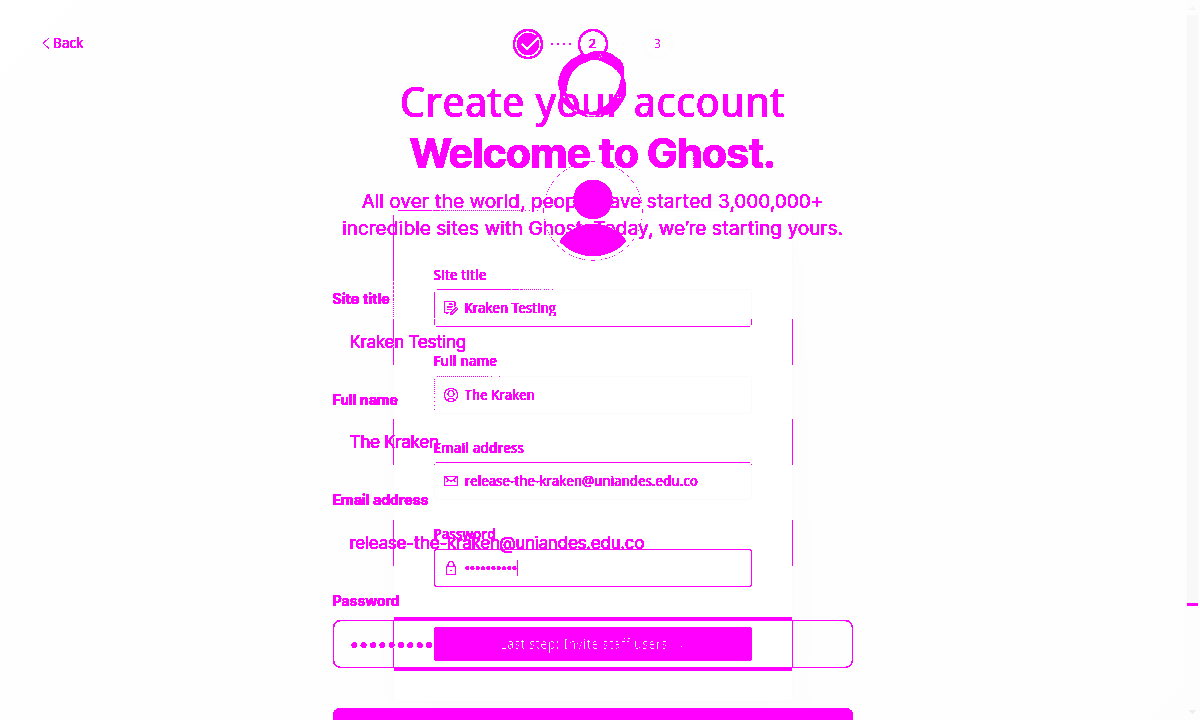 Back
2
3
Create your account
Welcome to Ghost.
All over the world, people have started 3,000,000+
incredible sites with Ghost. Today, we're starting yours.
Site title
Site title
Kraken Testing
Kraken Testing
Full name
The Kraken
Full name
The Kraken
Email address
release-the-kraken@uniandes.edu.co
Email address
Password
release-the-kraken@uniandes.edu.co
••••••••••
Password
•••••••••
Last step: Invite staff users